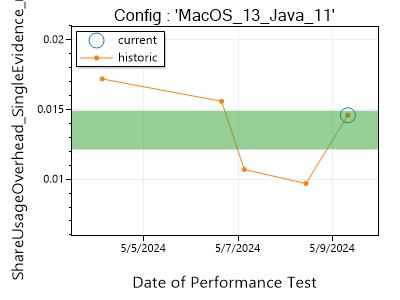 Config : 'MacOS_13_Java_11'
ShareUsageOverhead_SingleEvidence_
0.02
0.015
0.01
current
historic
5/5/2024
5/7/2024
5/9/2024
Date of Performance Test